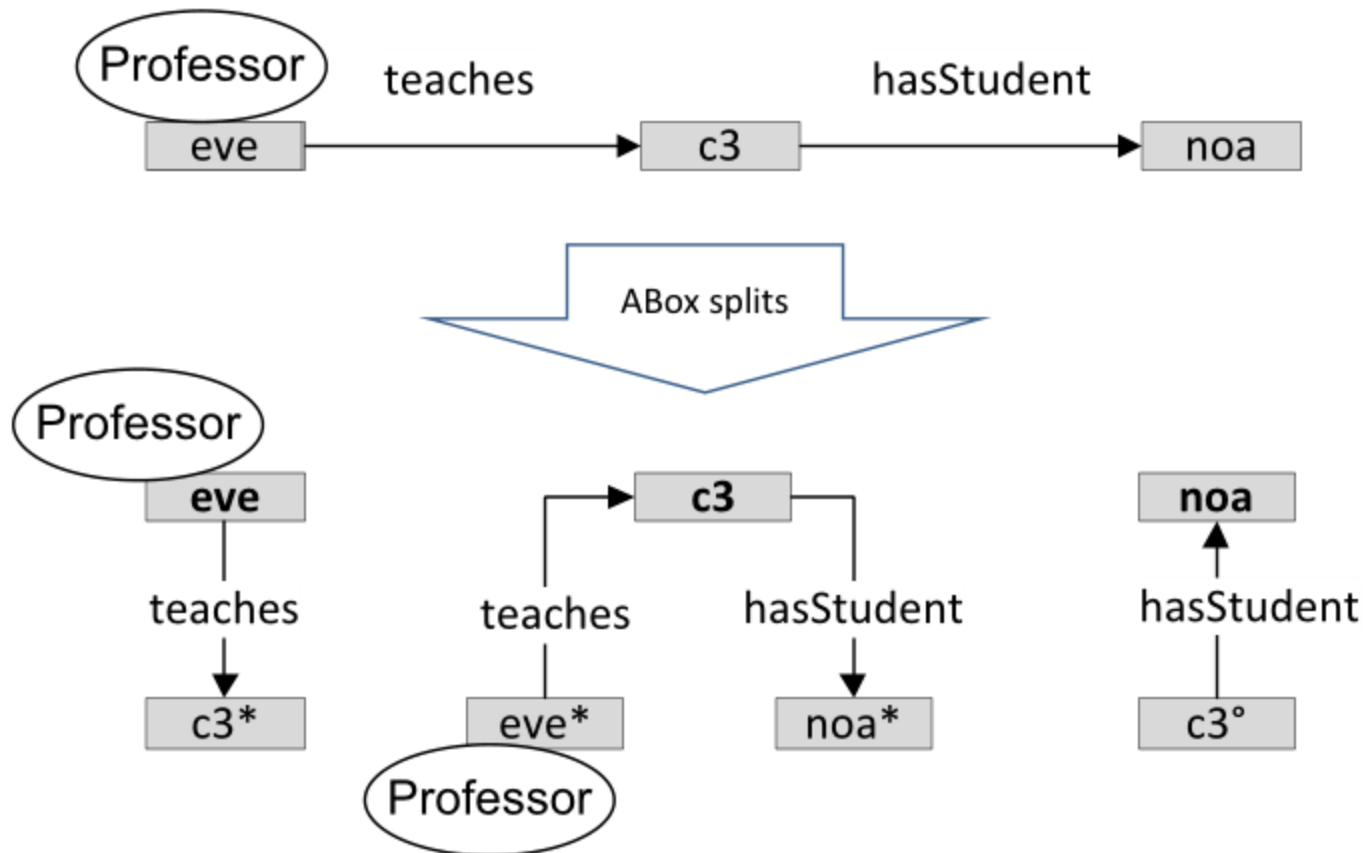 Professor
teaches hasStudent
eve c3 noa
ABox splits
Professor
eve c3 noa
teaches teaches hasStudent hasStudent
c3* eve* noa* c3°
Professor